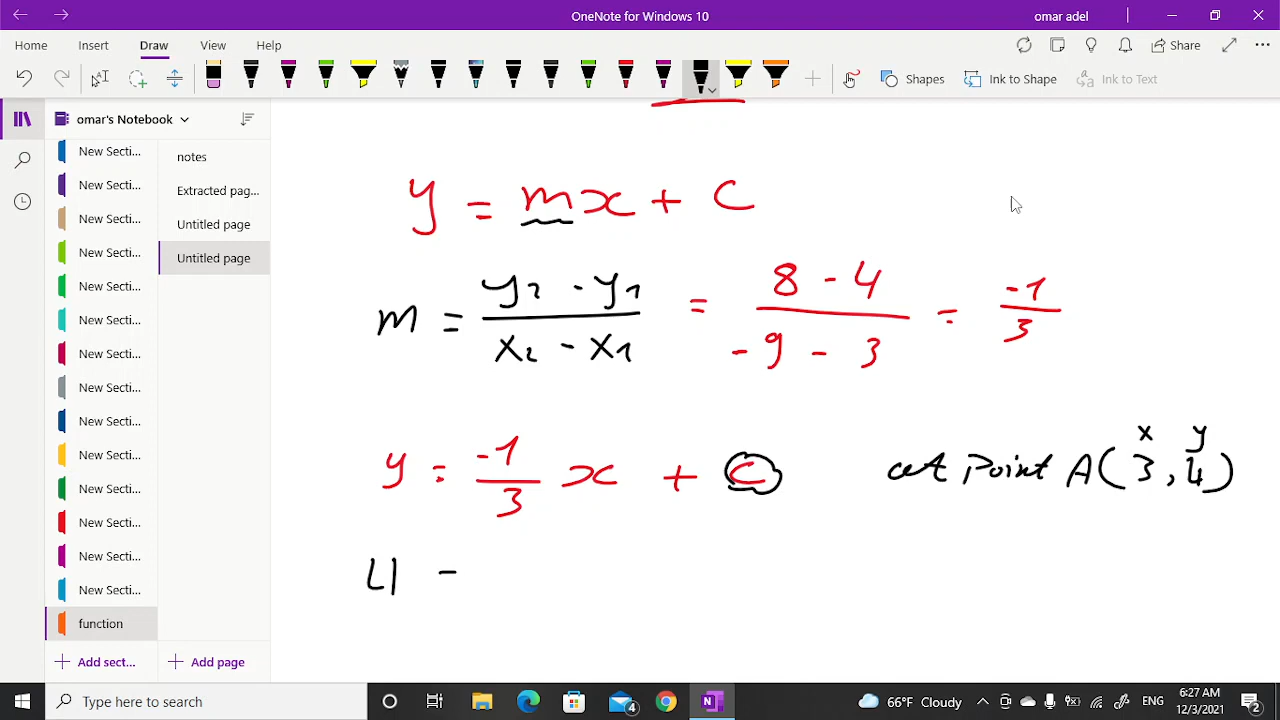 OneNote for Windows 10
omar adel
Home Insert Draw View Help
Share
Shapes
Ink to Shape
Ink to Text
omar's Notebook
New Secti...
New Secti...
New Secti...
New Secti...
New Secti...
New Secti...
New Secti...
New Secti...
New Secti...
New Secti...
New Secti...
New Secti...
New Secti...
New Secti...
function
Add sect...
notes
Extracted pag...
Untitled page
Untitled page
Add page
y = mx + c
m = (y2 - y1)/(x2 - x1) = (8 - 4)/(-9 - 3) = -1/3
x y
y = -1/3 x + c at Point A(3, 4)
4 =
Type here to search
4
66°F Cloudy
ENG
6:27 AM
12/3/2021
2